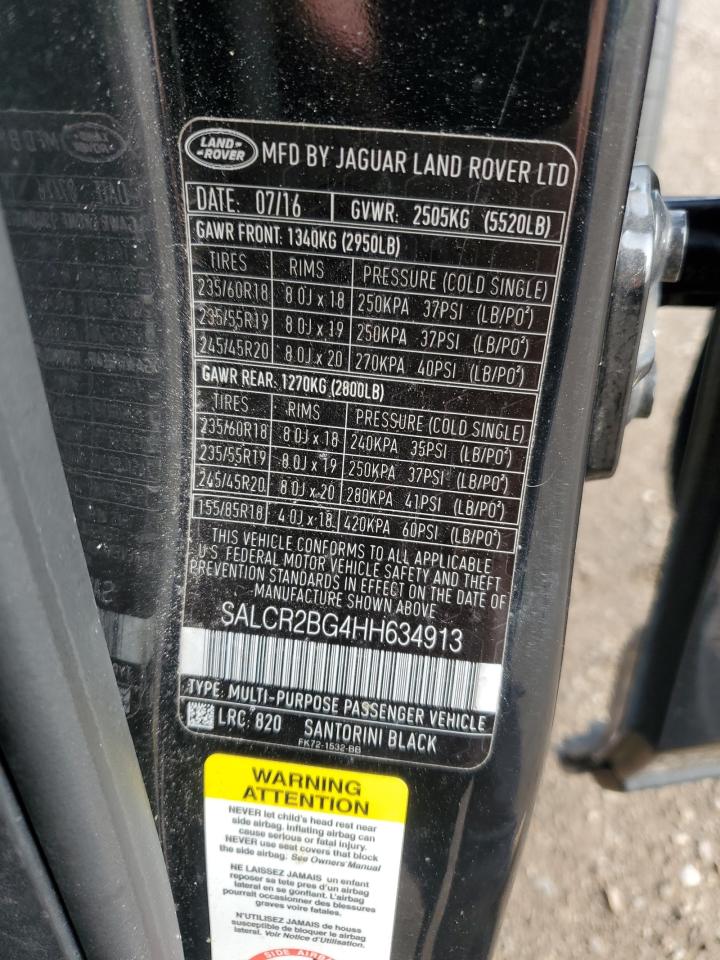 LAND ROVER MFD BY JAGUAR LAND ROVER LTD
DATE: 07/16 GVWR: 2505KG (5520LB)
GAWR FRONT: 1340KG (2950LB)
TIRES RIMS PRESSURE (COLD SINGLE)
235/60R18 8.0J x 18 250KPA 37PSI (LB/PO²)
235/55R19 8.0J x 19 250KPA 37PSI (LB/PO²)
245/45R20 8.0J x 20 270KPA 40PSI (LB/PO²)
GAWR REAR: 1270KG (2800LB)
TIRES RIMS PRESSURE (COLD SINGLE)
235/60R18 8.0J x 18 240KPA 35PSI (LB/PO²)
235/55R19 8.0J x 19 250KPA 37PSI (LB/PO²)
245/45R20 8.0J x 20 280KPA 41PSI (LB/PO²)
155/85R18 4.0J x 18 420KPA 60PSI (LB/PO²)
THIS VEHICLE CONFORMS TO ALL APPLICABLE
U.S FEDERAL MOTOR VEHICLE SAFETY AND THEFT
PREVENTION STANDARDS IN EFFECT ON THE DATE OF
MANUFACTURE SHOWN ABOVE
SALCR2BG4HH634913
TYPE: MULTI-PURPOSE PASSENGER VEHICLE
LRC: 820 SANTORINI BLACK
FK72-1532-BB
WARNING
ATTENTION
NEVER let child's head rest near
side airbag. Inflating airbag can
cause serious or fatal injury.
NEVER use seat covers that block
the side airbag. See Owners Manual
NE LAISSEZ JAMAIS un enfant
reposer sa tete pres d'un airbag
lateral en se gonflant. L'airbag
pourrait occasionner des blessures
graves voire fatales.
N'UTILISEZ JAMAIS de housse
susceptible de bloquer le airbag
lateral. Voir Notice d'Utilisation.
SIDE AIRBAG